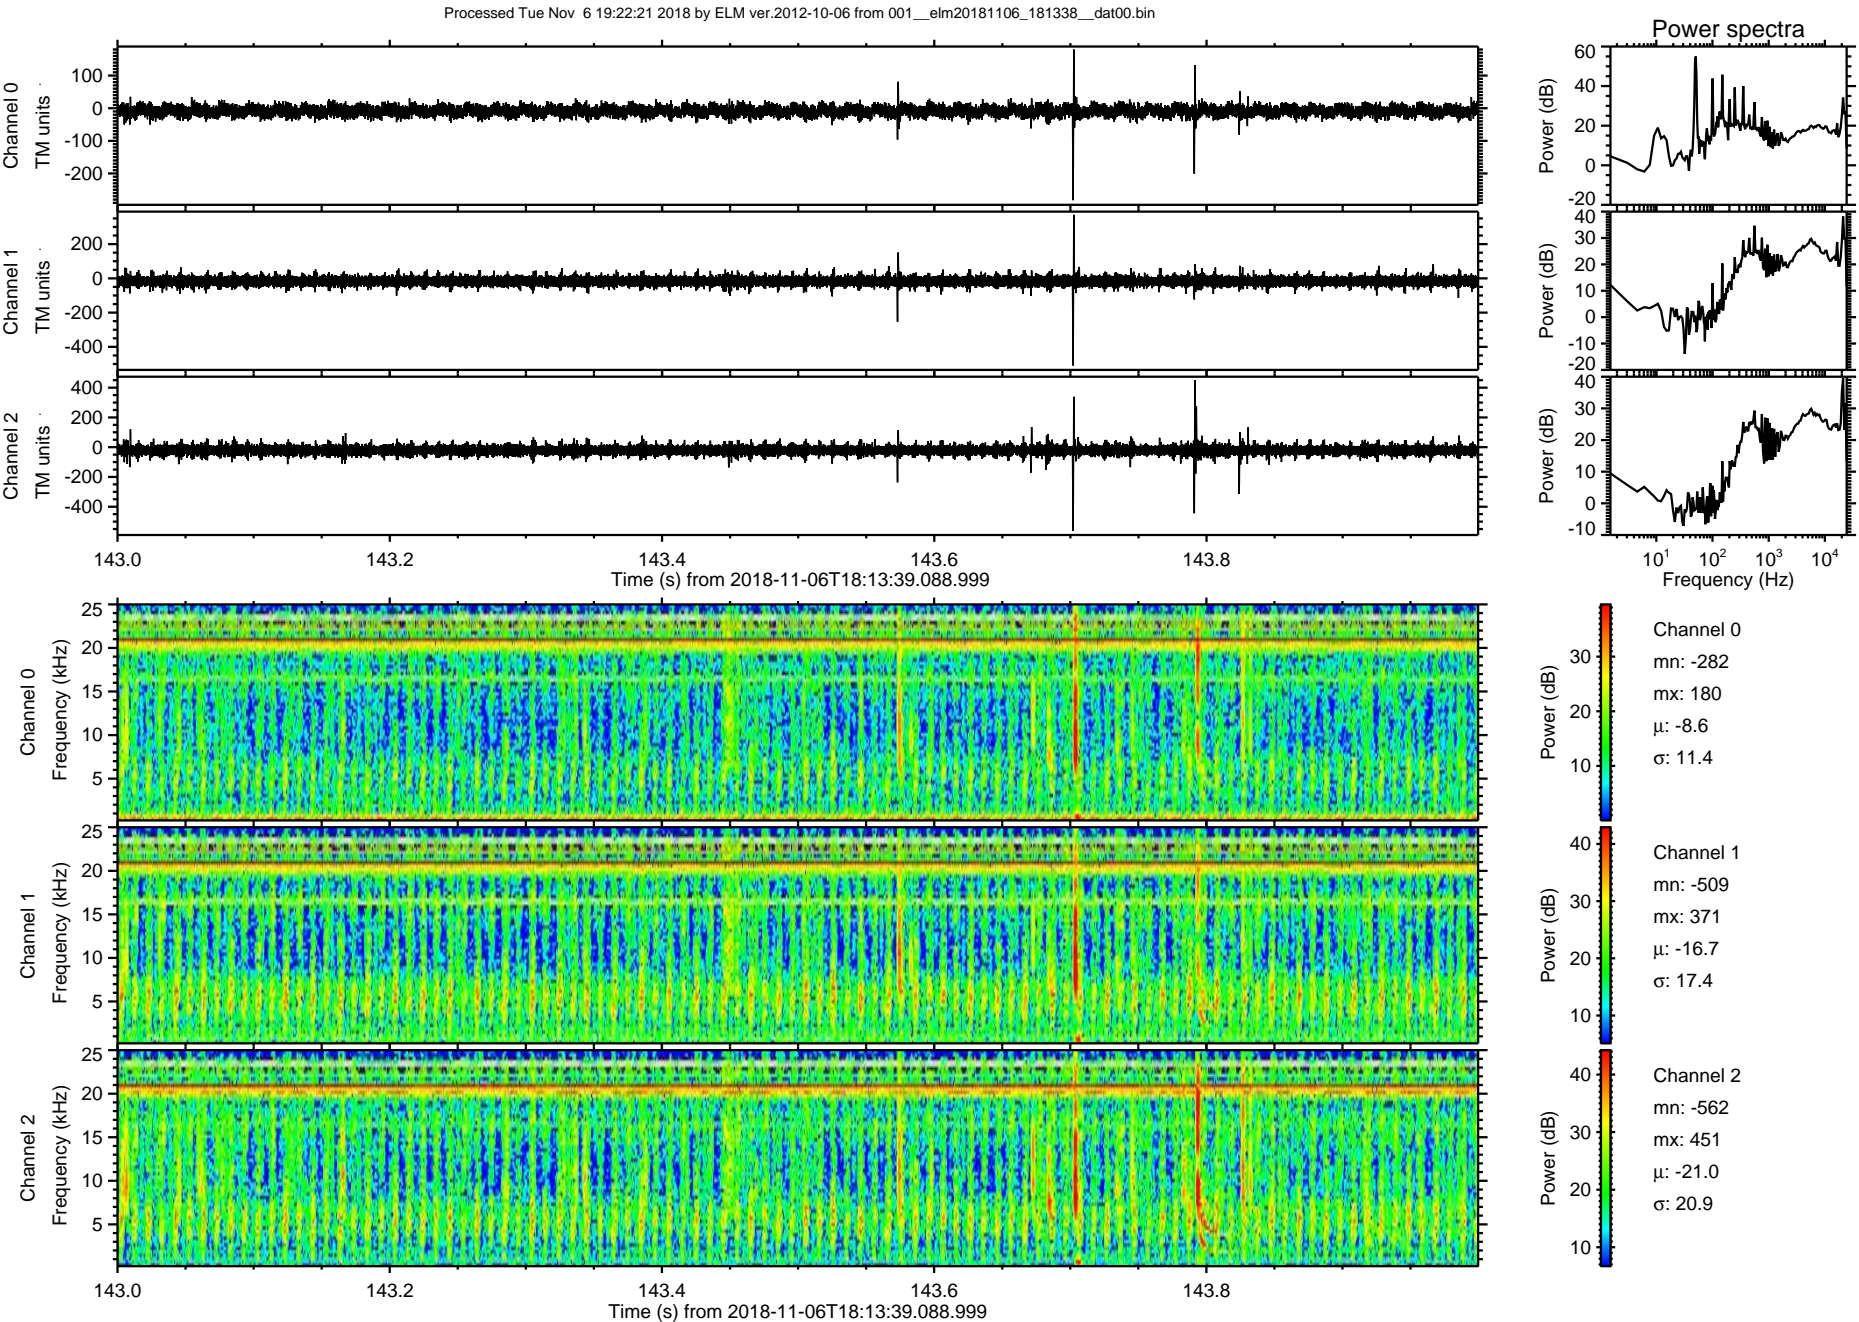 Processed Tue Nov  6 19:22:21 2018 by ELM ver.2012-10-06 from 001__elm20181106_181338__dat00.bin
Power spectra
Channel 0
TM units
100
0
-100
-200
Power (dB)
60
40
20
0
-20
Channel 1
TM units
200
0
-200
-400
Power (dB)
40
30
20
10
0
-10
-20
Channel 2
TM units
400
200
0
-200
-400
Power (dB)
40
30
20
10
0
-10
143.0 143.2 143.4 143.6 143.8
Time (s) from 2018-11-06T18:13:39.088.999
10¹ 10² 10³ 10⁴
Frequency (Hz)
Channel 0
Frequency (kHz)
25
20
15
10
5
Power (dB)
30
20
10
Channel 0
mn: -282
mx: 180
µ: -8.6
σ: 11.4
Channel 1
Frequency (kHz)
25
20
15
10
5
Power (dB)
40
30
20
10
Channel 1
mn: -509
mx: 371
µ: -16.7
σ: 17.4
Channel 2
Frequency (kHz)
25
20
15
10
5
Power (dB)
40
30
20
10
Channel 2
mn: -562
mx: 451
µ: -21.0
σ: 20.9
143.0 143.2 143.4 143.6 143.8
Time (s) from 2018-11-06T18:13:39.088.999